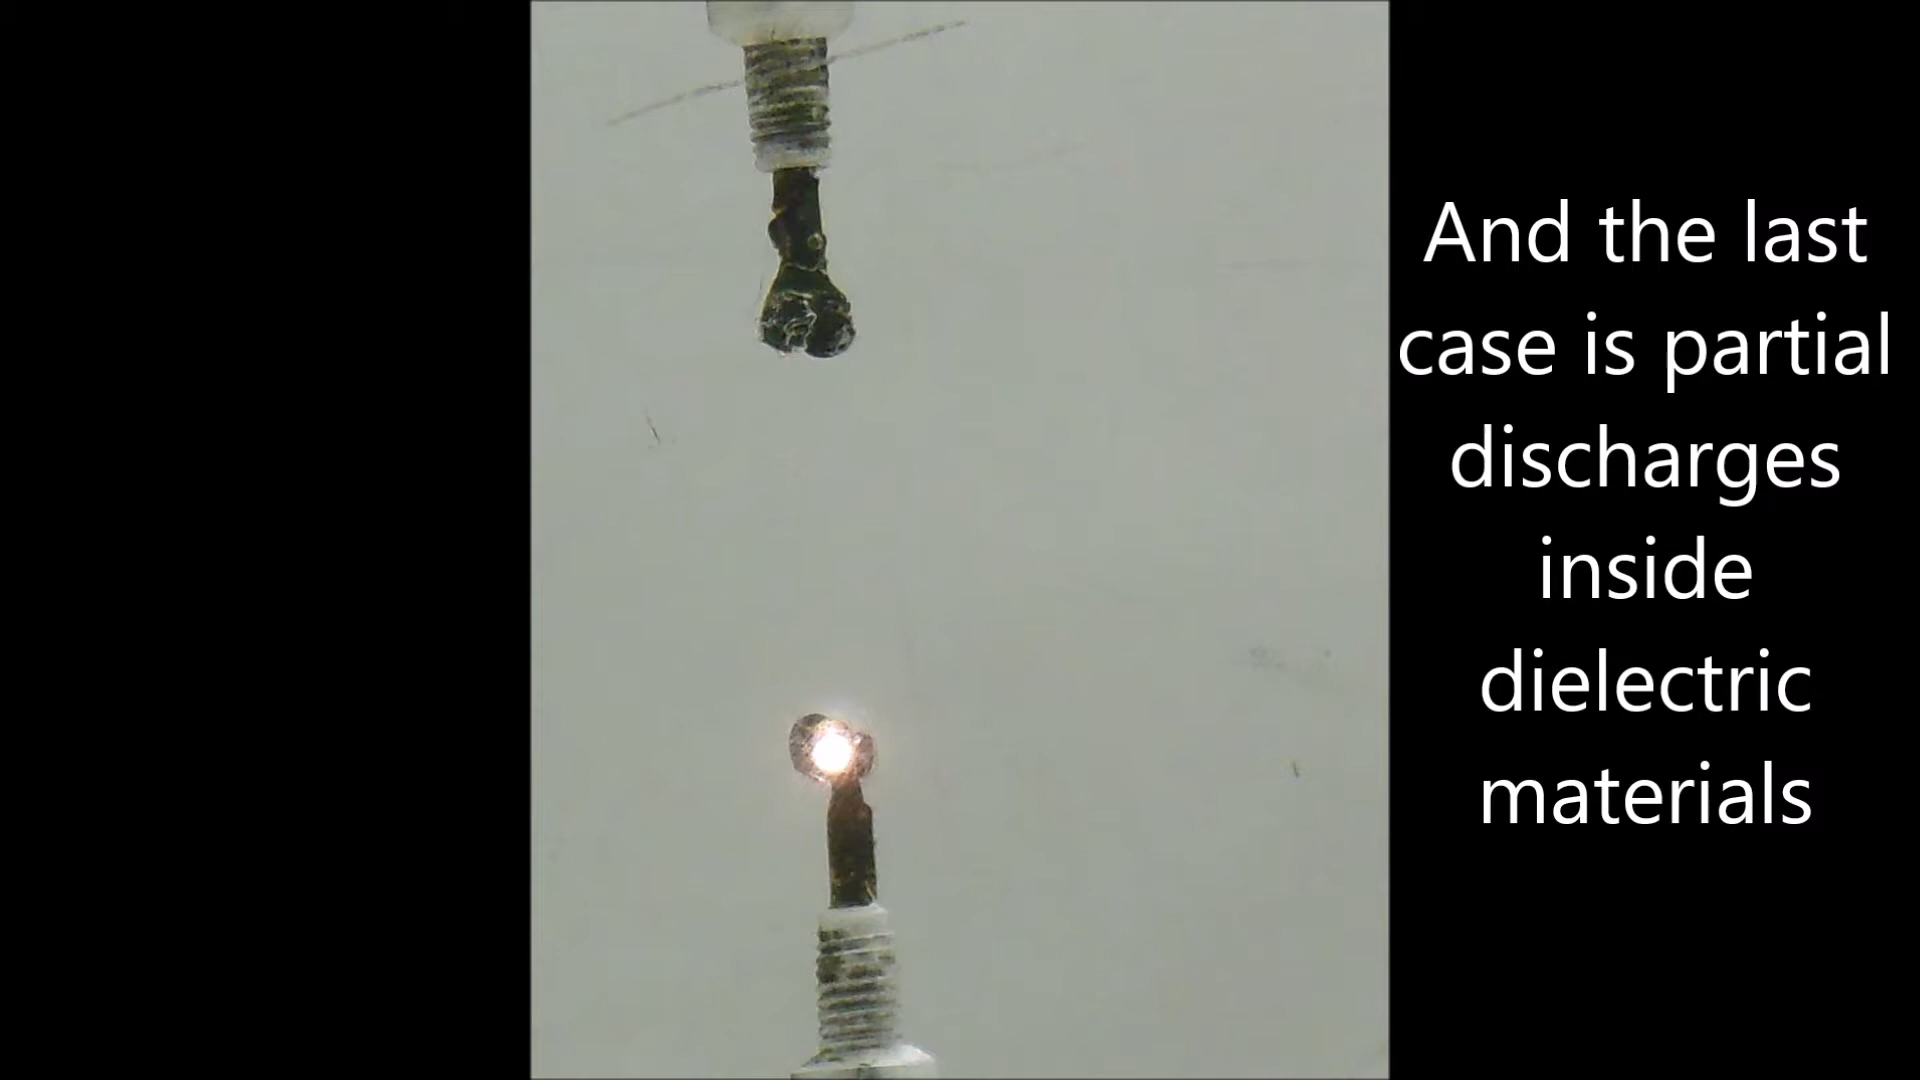 And the last
case is partial
discharges
inside
dielectric
materials